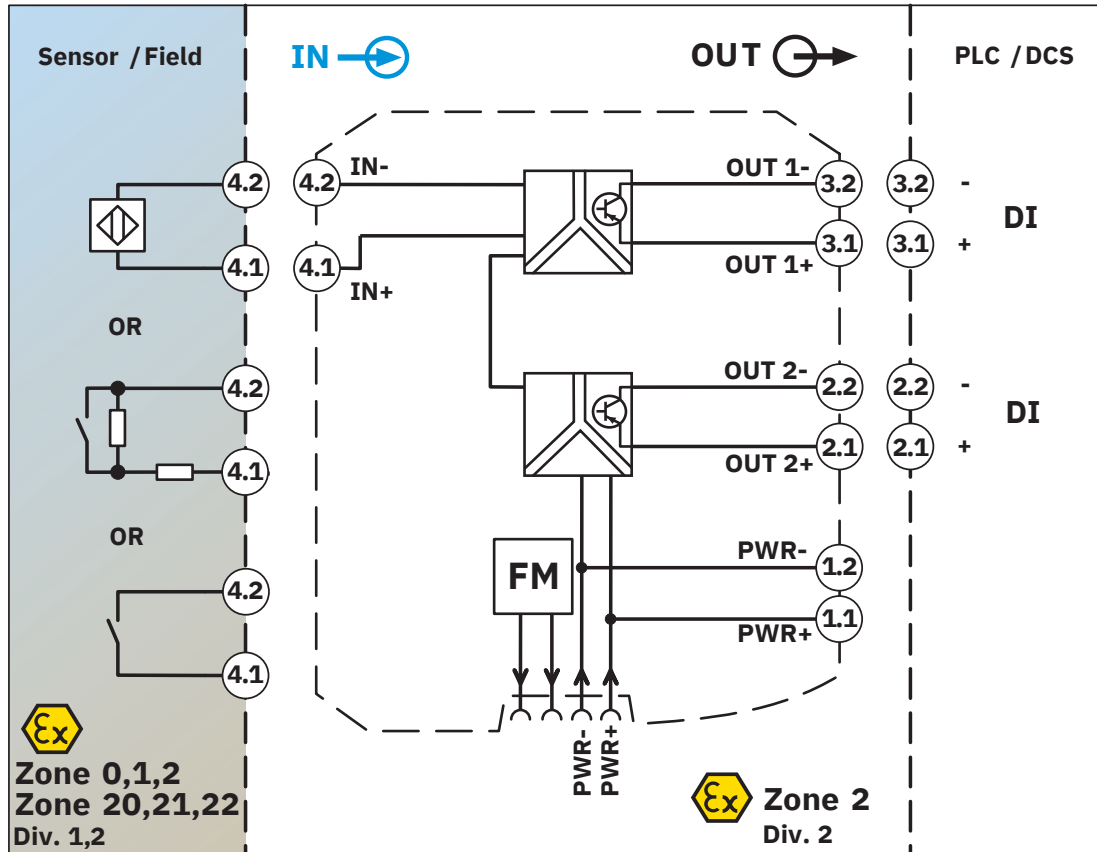 Sensor / Field
IN
OUT
PLC / DCS
4.2
4.2
IN-
OUT 1-
3.2
3.2
-
DI
4.1
4.1
IN+
OUT 1+
3.1
3.1
+
OR
4.2
OUT 2-
2.2
2.2
-
DI
4.1
OUT 2+
2.1
2.1
+
OR
4.2
FM
PWR-
1.2
PWR+
1.1
4.1
PWR-
PWR+
Ex
Zone 0,1,2
Zone 20,21,22
Div. 1,2
Ex
Zone 2
Div. 2